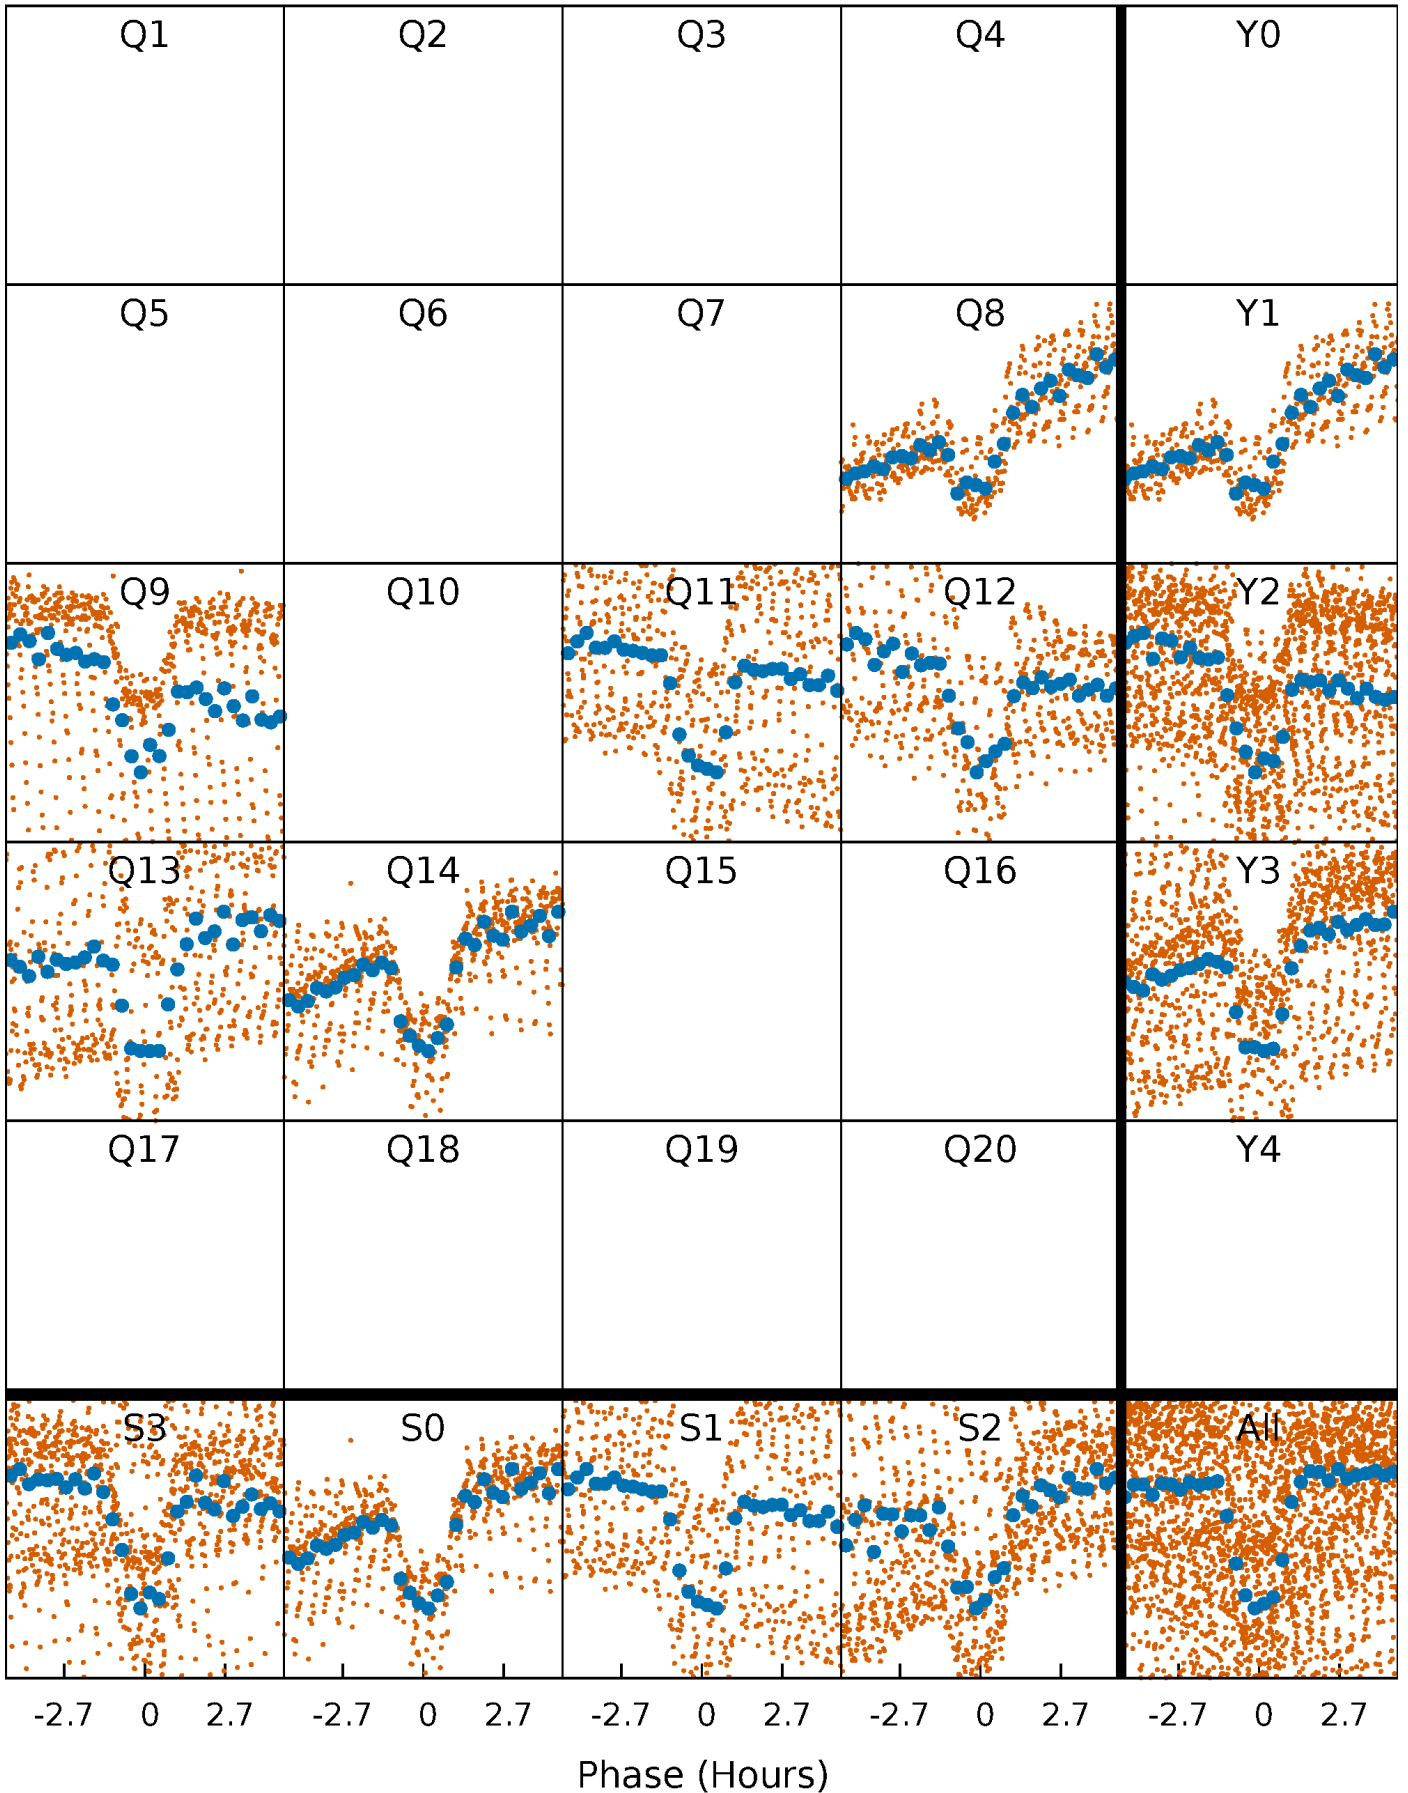 Q1 Q2 Q3 Q4 Y0
Q5 Q6 Q7 Q8 Y1
Q9 Q10 Q11 Q12 Y2
Q13 Q14 Q15 Q16 Y3
Q17 Q18 Q19 Q20 Y4
S3 S0 S1 S2 All
-2.7 0 2.7 -2.7 0 2.7 -2.7 0 2.7 -2.7 0 2.7 -2.7 0 2.7
Phase (Hours)